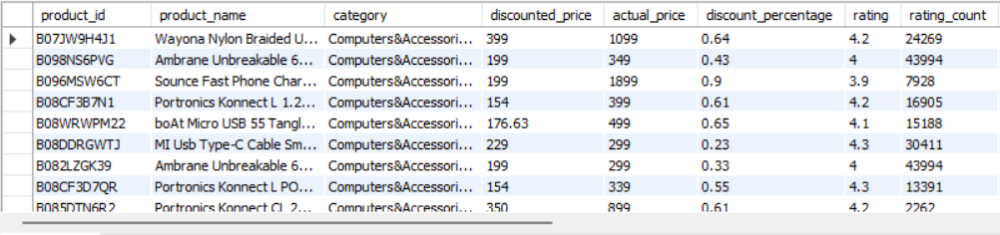 product_id product_name category discounted_price actual_price discount_percentage rating rating_count
B07JW9H4J1 Wayona Nylon Braided U... Computers&Accessori... 399 1099 0.64 4.2 24269
B098NS6PVG Ambrane Unbreakable 6... Computers&Accessori... 199 349 0.43 4 43994
B096MSW6CT Sounce Fast Phone Char... Computers&Accessori... 199 1899 0.9 3.9 7928
B08CF3B7N1 Portronics Konnect L 1.2... Computers&Accessori... 154 399 0.61 4.2 16905
B08WRWPM22 boAt Micro USB 55 Tangl... Computers&Accessori... 176.63 499 0.65 4.1 15188
B08DDRGWTJ MI Usb Type-C Cable Sm... Computers&Accessori... 229 299 0.23 4.3 30411
B082LZGK39 Ambrane Unbreakable 6... Computers&Accessori... 199 299 0.33 4 43994
B08CF3D7QR Portronics Konnect L PO... Computers&Accessori... 154 339 0.55 4.3 13391
B085DTN6R2 Portronics Konnect CL 2... Computers&Accessori... 350 899 0.61 4.2 2262